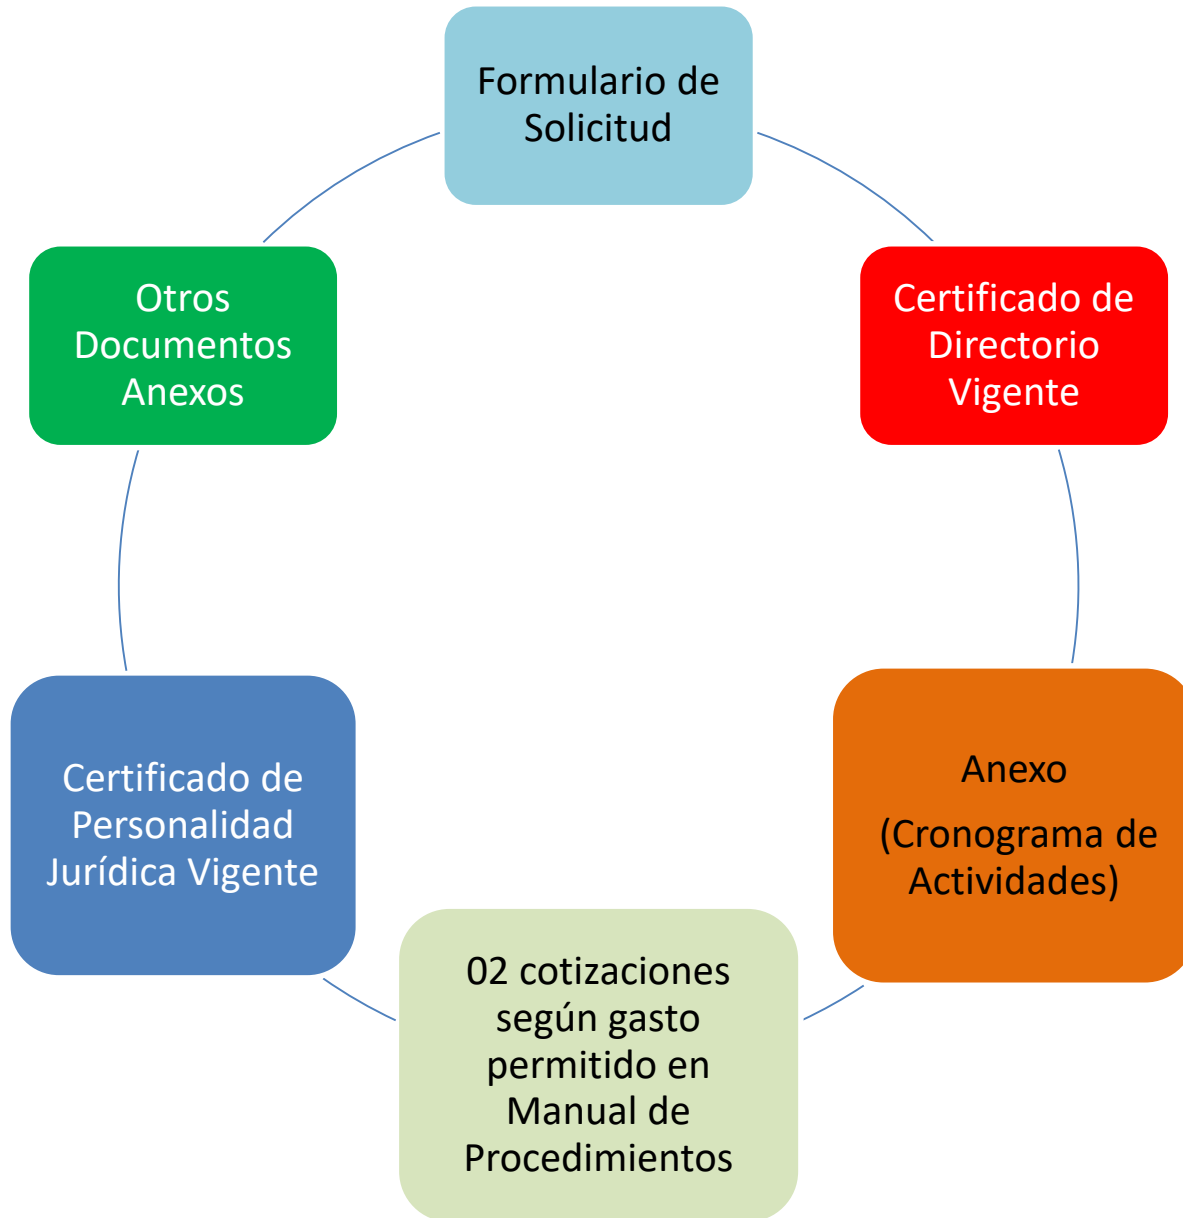 Formulario de
Solicitud
Certificado de
Directorio
Vigente
Anexo
(Cronograma de
Actividades)
02 cotizaciones
según gasto
permitido en
Manual de
Procedimientos
Certificado de
Personalidad
Jurídica Vigente
Otros
Documentos
Anexos